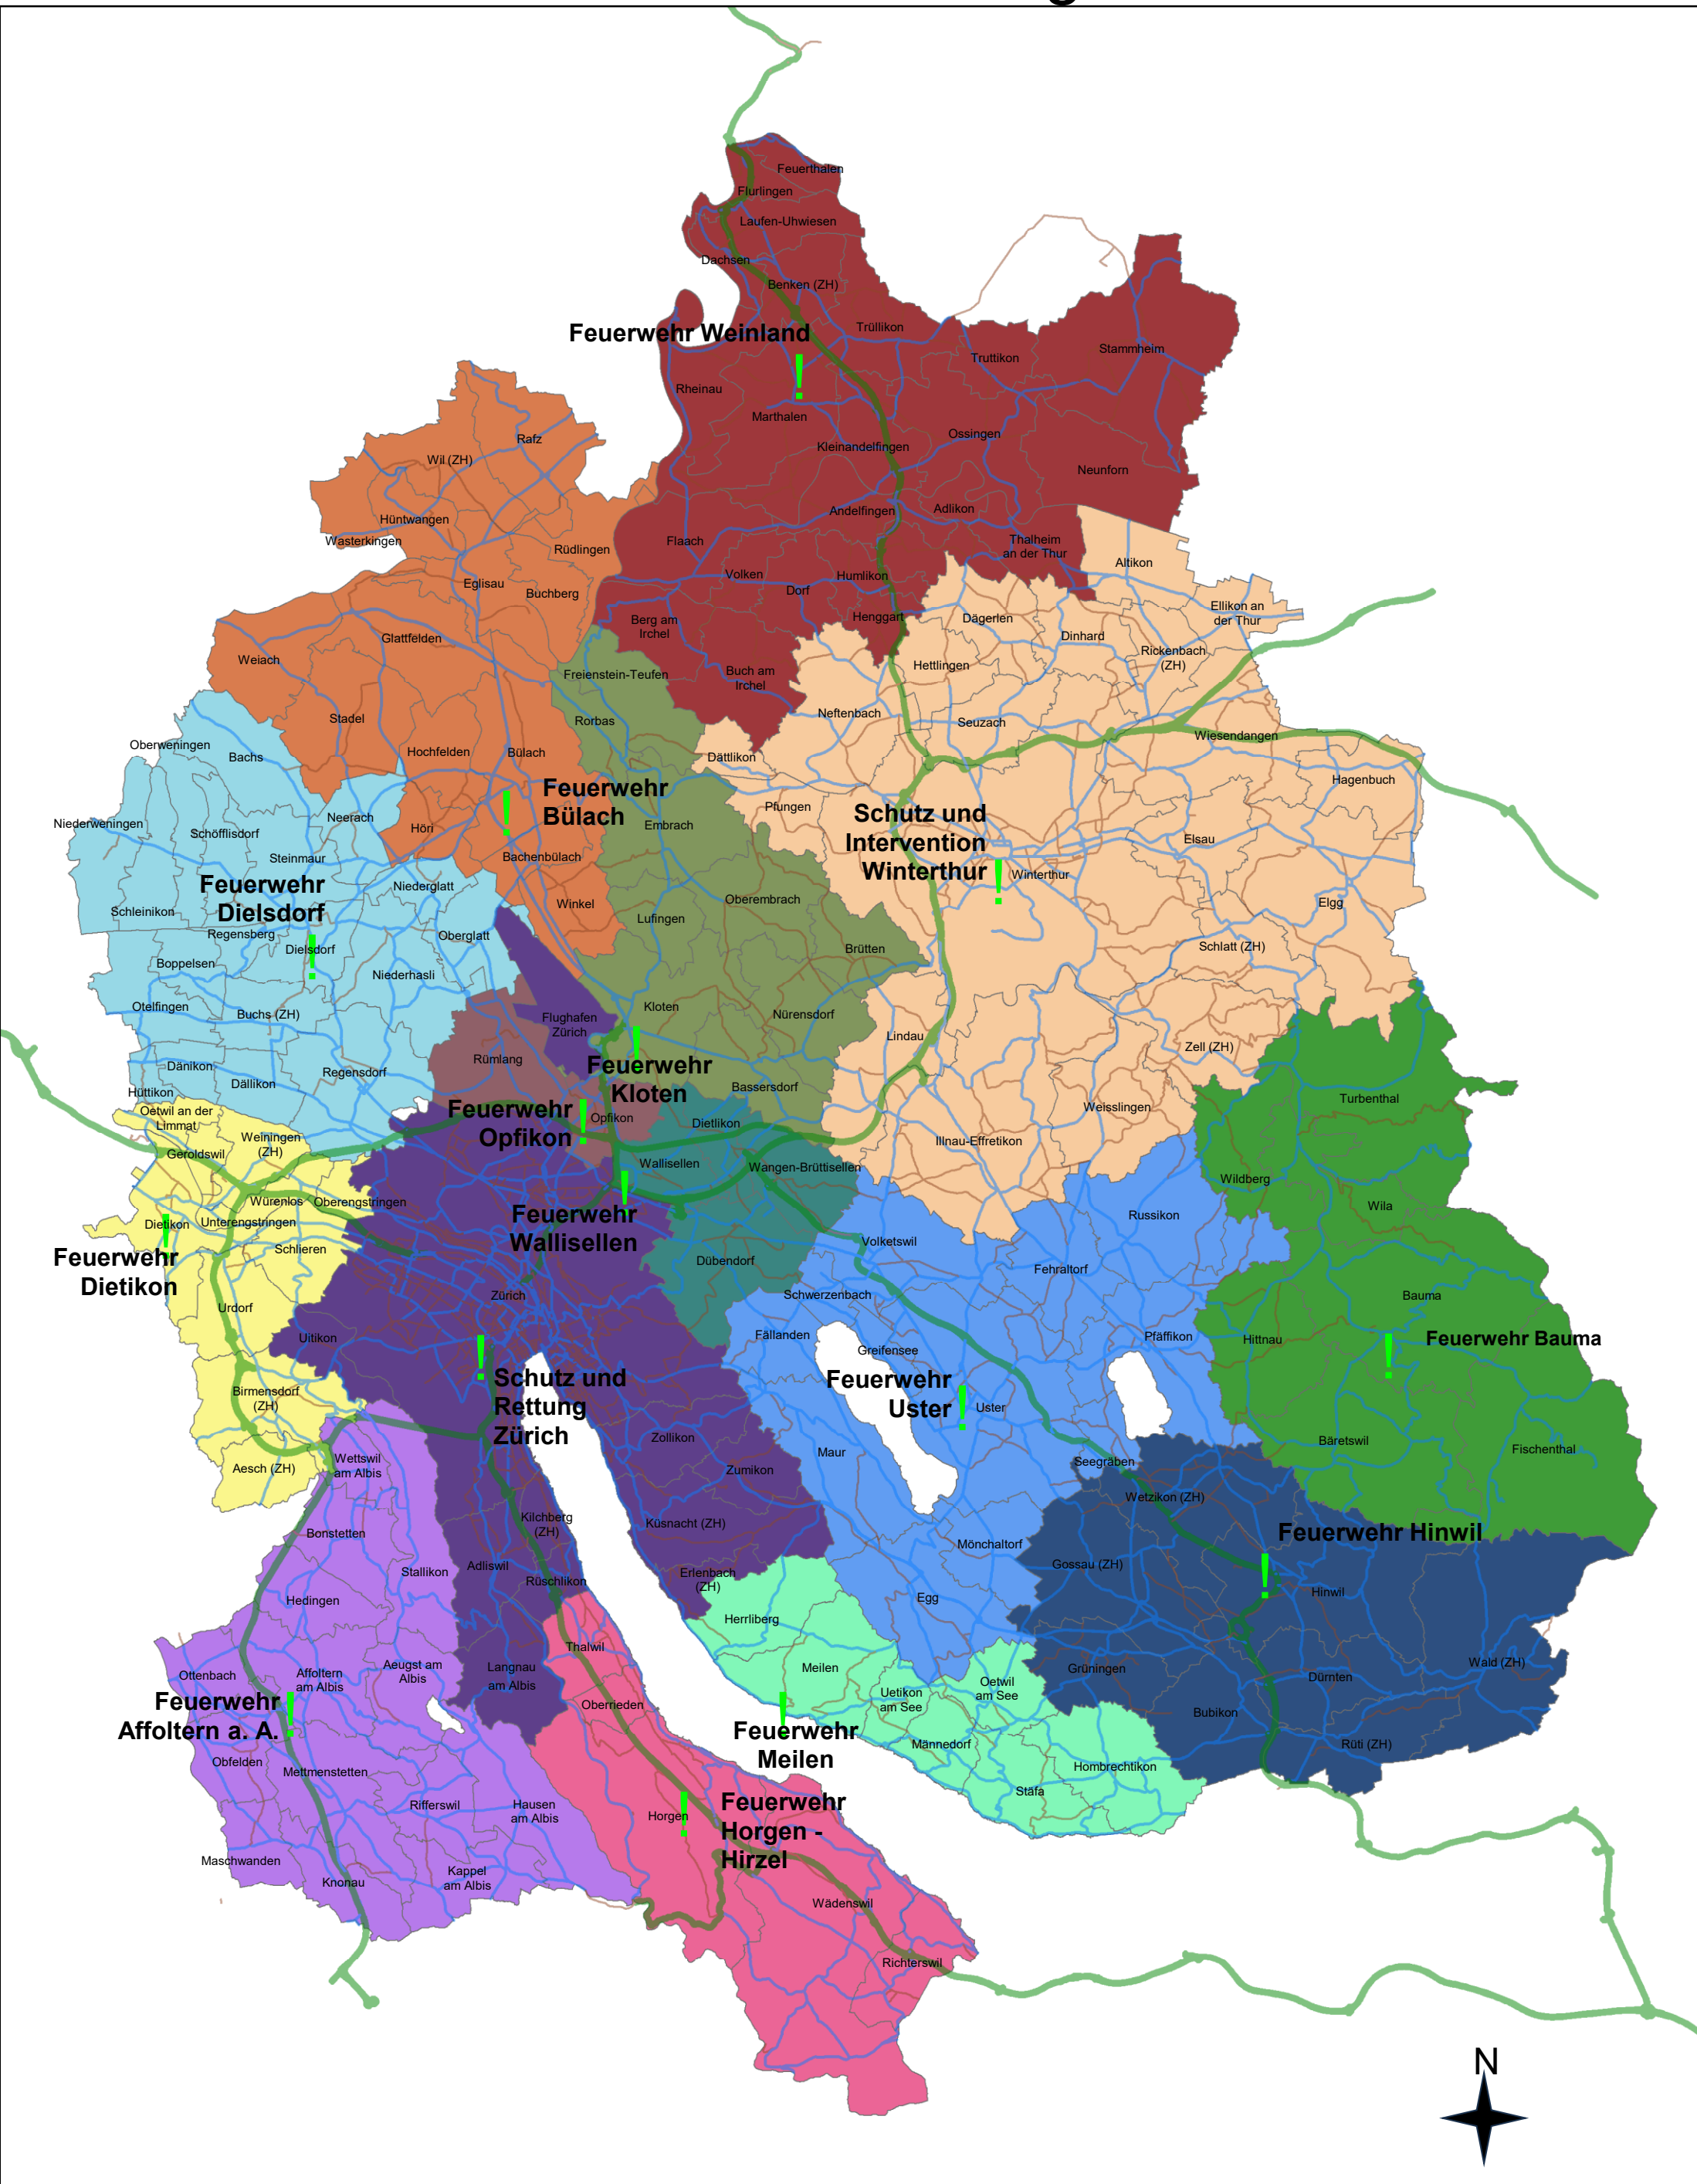 Feuerthalen
Flurlingen
Laufen-Uhwiesen
Dachsen
Benken (ZH)
Trüllikon
Feuerwehr Weinland
Truttikon
Stammheim
Rheinau
Marthalen
Kleinandelfingen
Ossingen
Neunforn
Rafz
Wil (ZH)
Hüntwangen
Wasterkingen
Rüdlingen
Andelfingen
Adlikon
Flaach
Thalheim
an der Thur
Altikon
Volken
Humlikon
Dorf
Eglisau
Buchberg
Berg am
Irchel
Henggart
Dägerlen
Ellikon an
der Thur
Dinhard
Glattfelden
Weiach
Freienstein-Teufen
Buch am
Irchel
Hettlingen
Rickenbach
(ZH)
Stadel
Rorbas
Neftenbach
Seuzach
Wiesendangen
Oberweningen
Bachs
Hochfelden
Bülach
Dättlikon
Hagenbuch
Feuerwehr
Bülach
Pfungen
Schutz und
Intervention
Winterthur
Niederweningen
Schöfflisdorf
Neerach
Höri
Embrach
Elsau
Steinmaur
Bachenbülach
Winterthur
Feuerwehr
Dielsdorf
Niederglatt
Winkel
Oberembrach
Elgg
Schleinikon
Lufingen
Regensberg
Dielsdorf
Oberglatt
Brütten
Schlatt (ZH)
Boppelsen
Niederhasli
Otelfingen
Buchs (ZH)
Flughafen
Zürich
Kloten
Nürensdorf
Lindau
Zell (ZH)
Rümlang
Feuerwehr
Kloten
Dänikon
Dällikon
Regensdorf
Bassersdorf
Hüttikon
Turbenthal
Oetwil an der
Limmat
Feuerwehr
Opfikon
Opfikon
Dietlikon
Weisslingen
Weiningen
(ZH)
Geroldswil
Illnau-Effretikon
Wallisellen
Wangen-Brüttisellen
Wildberg
Würenlos
Oberengstringen
Wila
Dietikon
Unterengstringen
Feuerwehr
Wallisellen
Russikon
Schlieren
Feuerwehr
Dietikon
Volketswil
Dübendorf
Fehraltorf
Zürich
Schwerzenbach
Bauma
Urdorf
Uitikon
Fällanden
Greifensee
Pfäffikon
Hittnau
Feuerwehr Bauma
Schutz und
Rettung
Zürich
Feuerwehr
Uster
Uster
Birmensdorf
(ZH)
Zollikon
Maur
Bäretswil
Fischenthal
Wettswil
am Albis
Aesch (ZH)
Zumikon
Seegräben
Wetzikon (ZH)
Kilchberg
(ZH)
Küsnacht (ZH)
Feuerwehr Hinwil
Bonstetten
Mönchaltorf
Stallikon
Adliswil
Rüschlikon
Erlenbach
(ZH)
Gossau (ZH)
Hinwil
Hedingen
Egg
Herrliberg
Thalwil
Ottenbach
Affoltern
am Albis
Aeugst am
Albis
Langnau
am Albis
Meilen
Oetwil
am See
Grüningen
Dürnten
Wald (ZH)
Feuerwehr
Affoltern a. A.
Oberrieden
Uetikon
am See
Bubikon
Feuerwehr
Meilen
Männedorf
Rüti (ZH)
Obfelden
Mettmenstetten
Hombrechtikon
Stäfa
Rifferswil
Hausen
am Albis
Horgen
Feuerwehr
Horgen -
Hirzel
Maschwanden
Knonau
Kappel
am Albis
Wädenswil
Richterswil
N